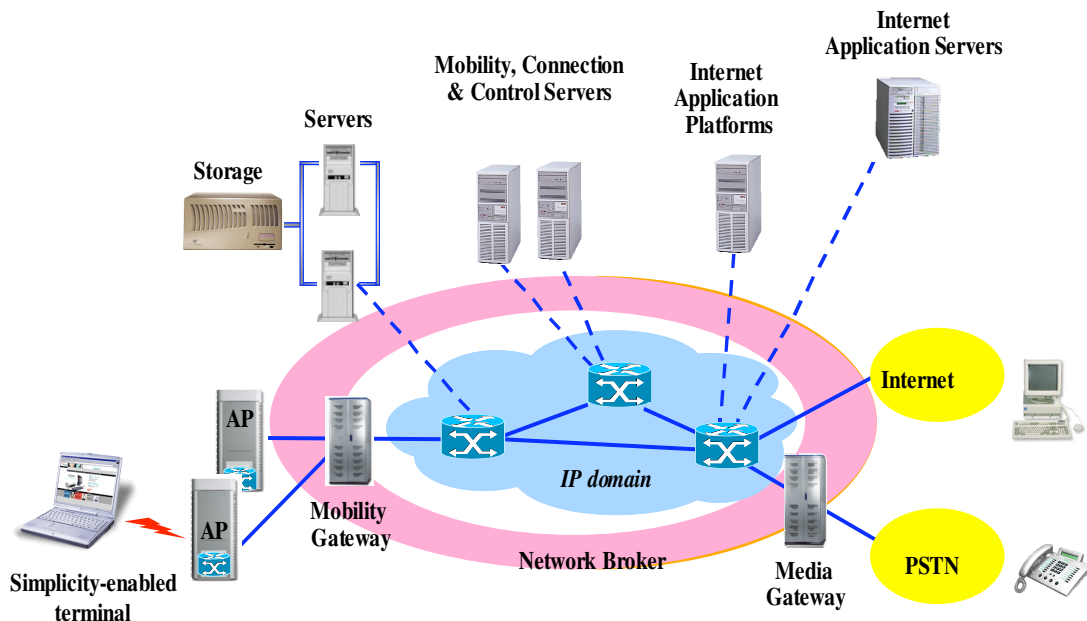 Internet
Application Servers
Mobility, Connection
& Control Servers
Internet
Application
Platforms
Servers
Storage
Internet
AP
AP
IP domain
Mobility
Gateway
Network Broker
Media
Gateway
PSTN
Simplicity-enabled
terminal